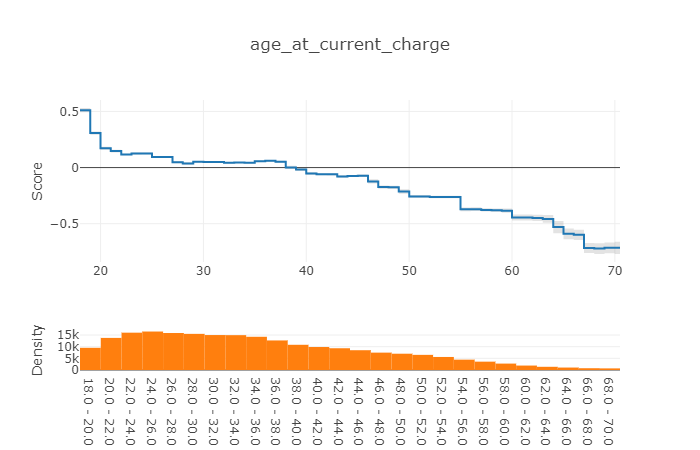 age_at_current_charge
Score
0.5
0
−0.5
20
30
40
50
60
70
Density
15k
10k
5k
0
18.0 - 20.0
20.0 - 22.0
22.0 - 24.0
24.0 - 26.0
26.0 - 28.0
28.0 - 30.0
30.0 - 32.0
32.0 - 34.0
34.0 - 36.0
36.0 - 38.0
38.0 - 40.0
40.0 - 42.0
42.0 - 44.0
44.0 - 46.0
46.0 - 48.0
48.0 - 50.0
50.0 - 52.0
52.0 - 54.0
54.0 - 56.0
56.0 - 58.0
58.0 - 60.0
60.0 - 62.0
62.0 - 64.0
64.0 - 66.0
66.0 - 68.0
68.0 - 70.0